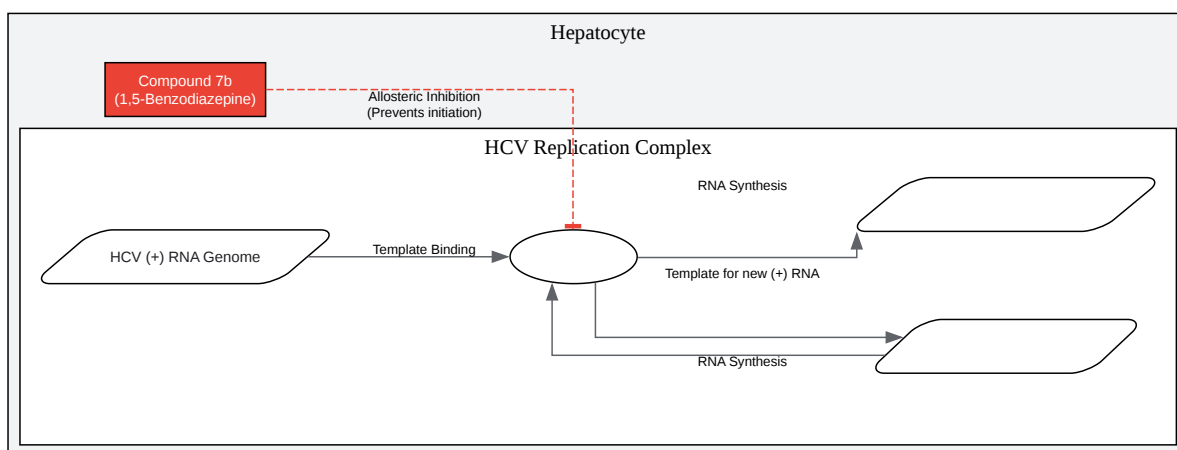 Hepatocyte
Compound 7b
(1,5-Benzodiazepine)
Allosteric Inhibition
(Prevents initiation)
HCV Replication Complex
RNA Synthesis
HCV (+) RNA Genome
Template Binding
Template for new (+) RNA
RNA Synthesis